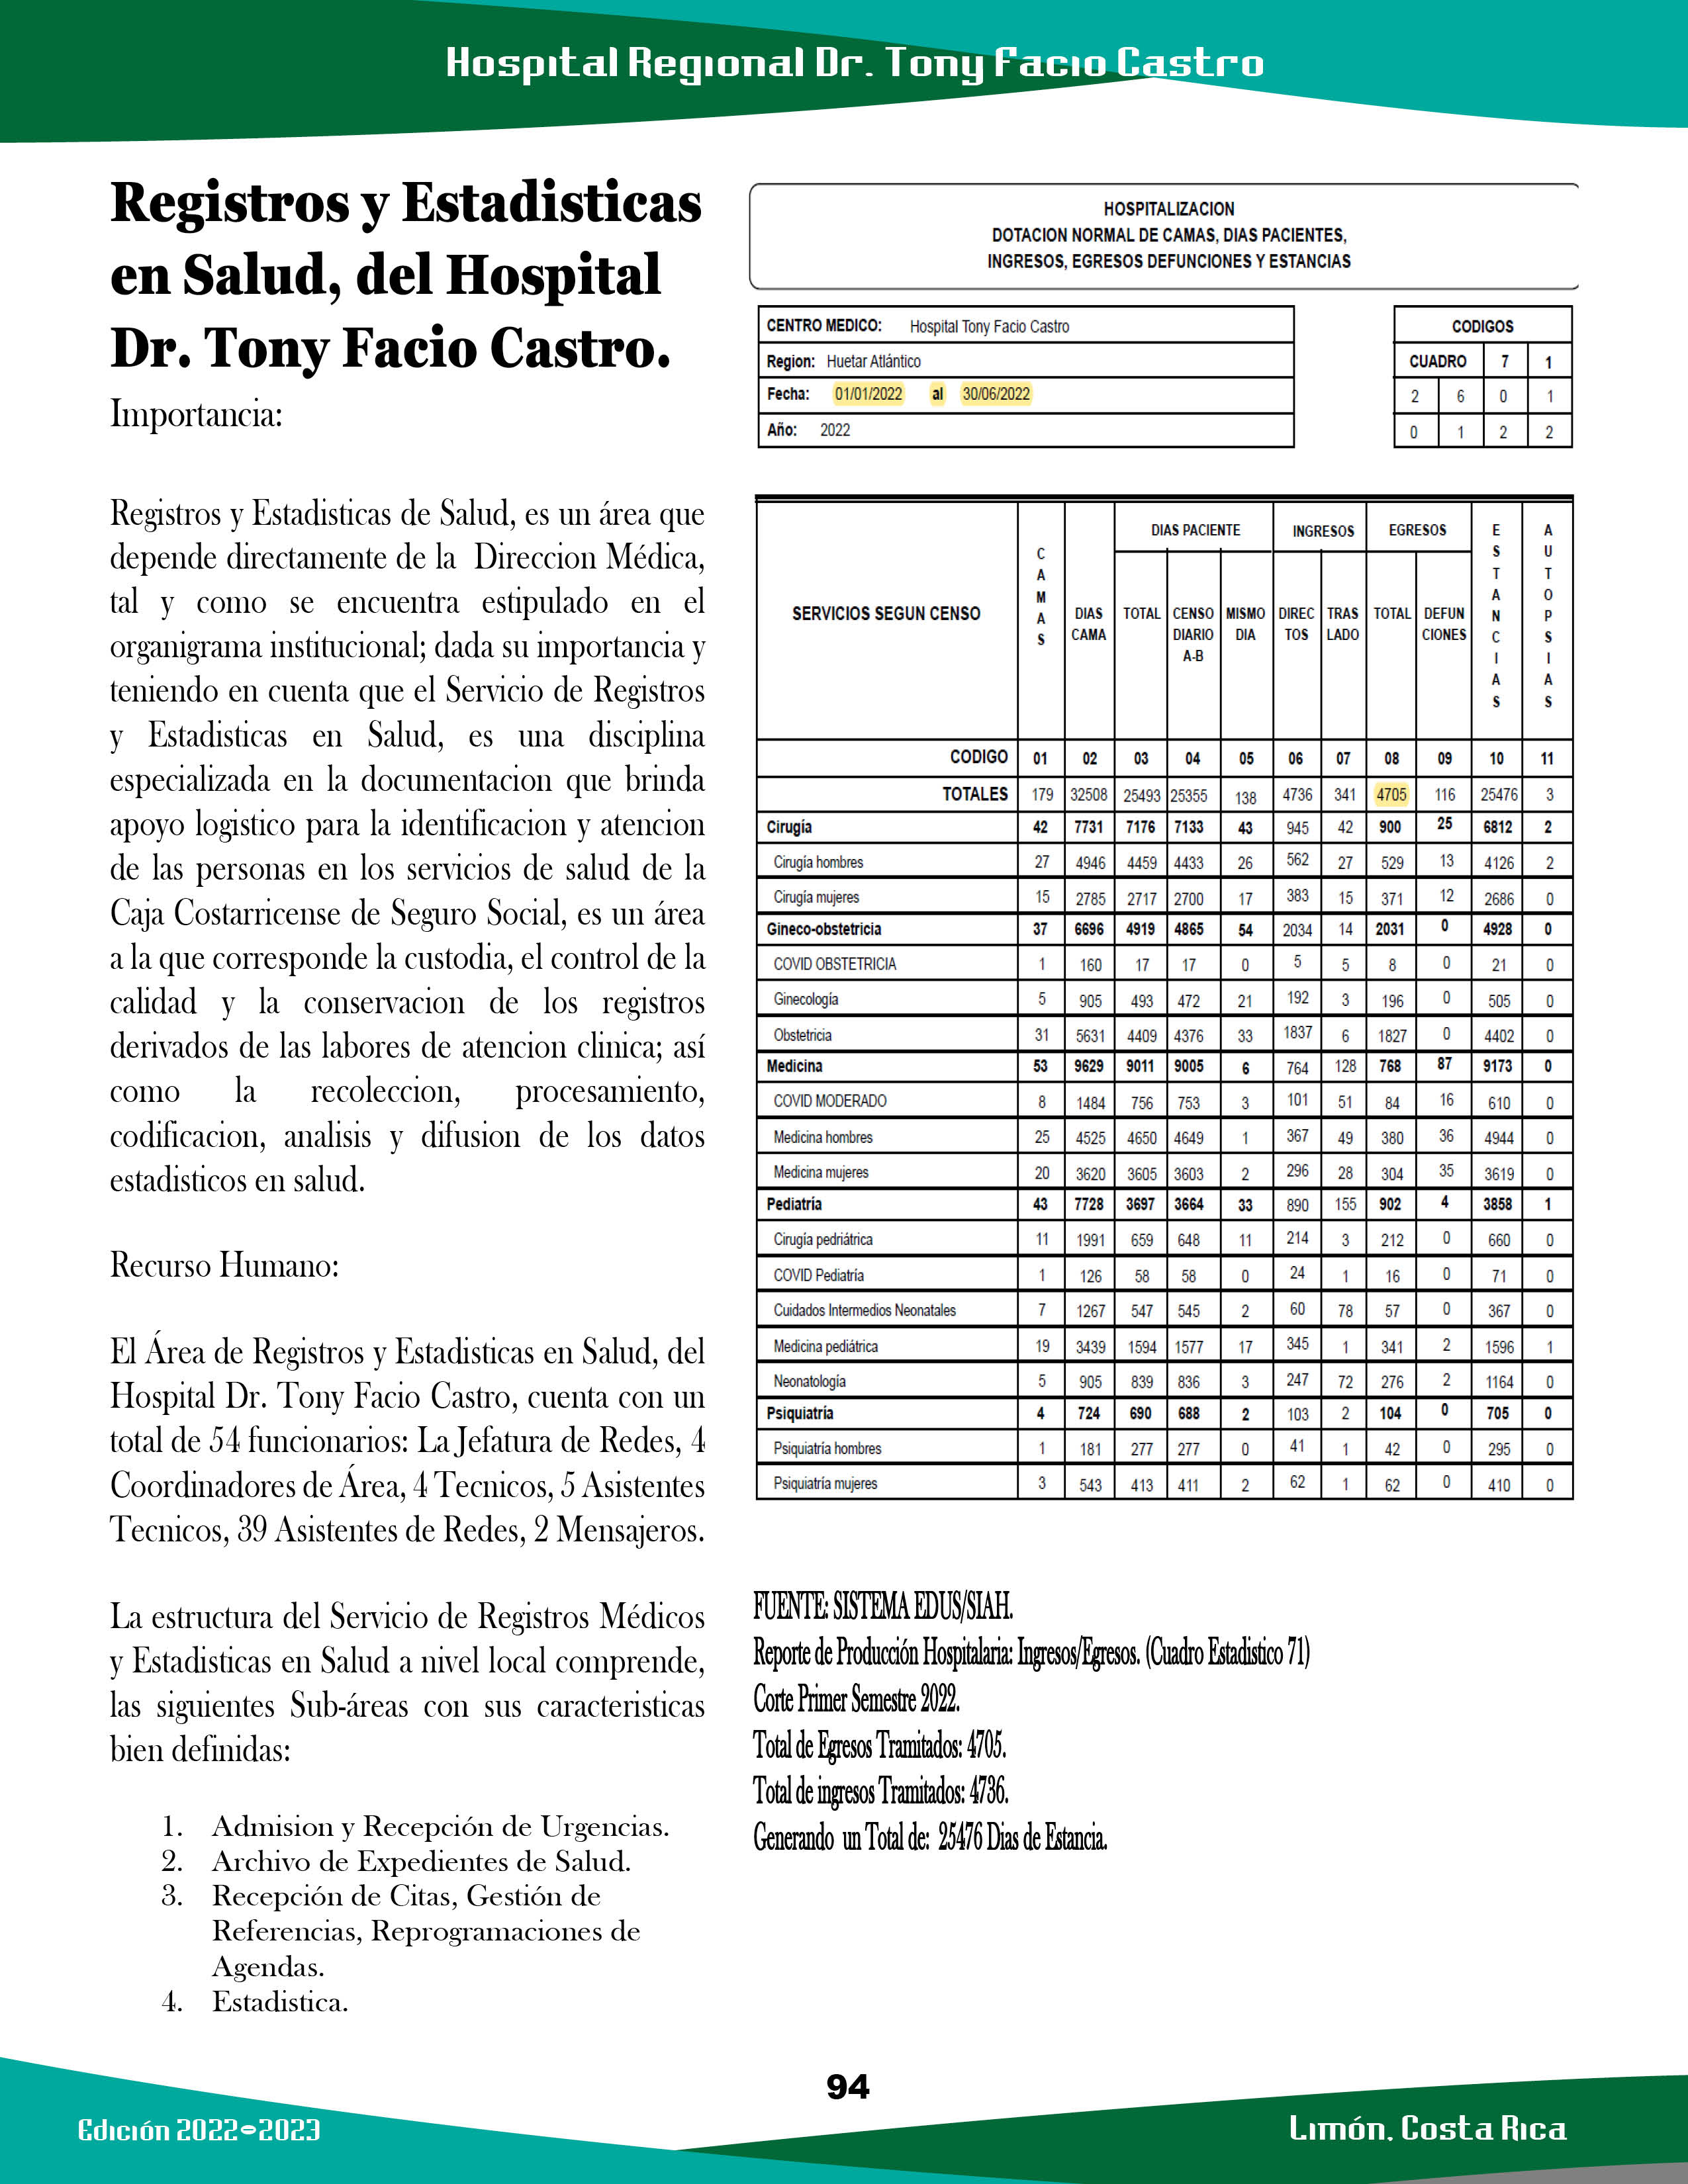 Hospital Regional Dr. Tony Facio Castro
Registros y Estadisticas
en Salud, del Hospital
Dr. Tony Facio Castro.
Importancia:
Registros y Estadisticas de Salud, es un área que
depende directamente de la Direccion Médica,
tal y como se encuentra estipulado en el
organigrama institucional; dada su importancia y
teniendo en cuenta que el Servicio de Registros
y Estadisticas en Salud, es una disciplina
especializada en la documentacion que brinda
apoyo logistico para la identificacion y atencion
de las personas en los servicios de salud de la
Caja Costarricense de Seguro Social, es un área
a la que corresponde la custodia, el control de la
calidad y la conservacion de los registros
derivados de las labores de atencion clinica; así
como la recoleccion, procesamiento,
codificacion, analisis y difusion de los datos
estadisticos en salud.
Recurso Humano:
El Área de Registros y Estadisticas en Salud, del
Hospital Dr. Tony Facio Castro, cuenta con un
total de 54 funcionarios: La Jefatura de Redes, 4
Coordinadores de Área, 4 Tecnicos, 5 Asistentes
Tecnicos, 39 Asistentes de Redes, 2 Mensajeros.
La estructura del Servicio de Registros Médicos
y Estadisticas en Salud a nivel local comprende,
las siguientes Sub-áreas con sus caracteristicas
bien definidas:
1. Admision y Recepción de Urgencias.
2. Archivo de Expedientes de Salud.
3. Recepción de Citas, Gestión de
Referencias, Reprogramaciones de
Agendas.
4. Estadistica.
HOSPITALIZACION
DOTACION NORMAL DE CAMAS, DIAS PACIENTES,
INGRESOS, EGRESOS DEFUNCIONES Y ESTANCIAS
CENTRO MEDICO: Hospital Tony Facio Castro
Region: Huetar Atlántico
Fecha: 01/01/2022 al 30/06/2022
Año: 2022
CODIGOS
CUADRO 7 1
2 6 0 1
0 1 2 2
SERVICIOS SEGUN CENSO CAMAS DIAS CAMA DIAS PACIENTE TOTAL CENSO DIARIO A-B MISMO DIA INGRESOS DIREC TOS TRAS LADO EGRESOS TOTAL DEFUN CIONES ESTANCIAS AUTOPSIAS
CODIGO 01 02 03 04 05 06 07 08 09 10 11
TOTALES 179 32508 25493 25355 138 4736 341 4705 116 25476 3
Cirugía 42 7731 7176 7133 43 945 42 900 25 6812 2
Cirugía hombres 27 4946 4459 4433 26 562 27 529 13 4126 2
Cirugía mujeres 15 2785 2717 2700 17 383 15 371 12 2686 0
Gineco-obstetricia 37 6696 4919 4865 54 2034 14 2031 0 4928 0
COVID OBSTETRICIA 1 160 17 17 0 5 5 8 0 21 0
Ginecología 5 905 493 472 21 192 3 196 0 505 0
Obstetricia 31 5631 4409 4376 33 1837 6 1827 0 4402 0
Medicina 53 9629 9011 9005 6 764 128 768 87 9173 0
COVID MODERADO 8 1484 756 753 3 101 51 84 16 610 0
Medicina hombres 25 4525 4650 4649 1 367 49 380 36 4944 0
Medicina mujeres 20 3620 3605 3603 2 296 28 304 35 3619 0
Pediatría 43 7728 3697 3664 33 890 155 902 4 3858 1
Cirugía pedriátrica 11 1991 659 648 11 214 3 212 0 660 0
COVID Pediatría 1 126 58 58 0 24 1 16 0 71 0
Cuidados Intermedios Neonatales 7 1267 547 545 2 60 78 57 0 367 0
Medicina pediátrica 19 3439 1594 1577 17 345 1 341 2 1596 1
Neonatología 5 905 839 836 3 247 72 276 2 1164 0
Psiquiatría 4 724 690 688 2 103 2 104 0 705 0
Psiquiatría hombres 1 181 277 277 0 41 1 42 0 295 0
Psiquiatría mujeres 3 543 413 411 2 62 1 62 0 410 0
FUENTE: SISTEMA EDUS/SIAH.
Reporte de Producción Hospitalaria: Ingresos/Egresos. (Cuadro Estadistico 71)
Corte Primer Semestre 2022.
Total de Egresos Tramitados: 4705.
Total de ingresos Tramitados: 4736.
Generando un Total de: 25476 Dias de Estancia.
94
Edición 2022-2023
Limón, Costa Rica